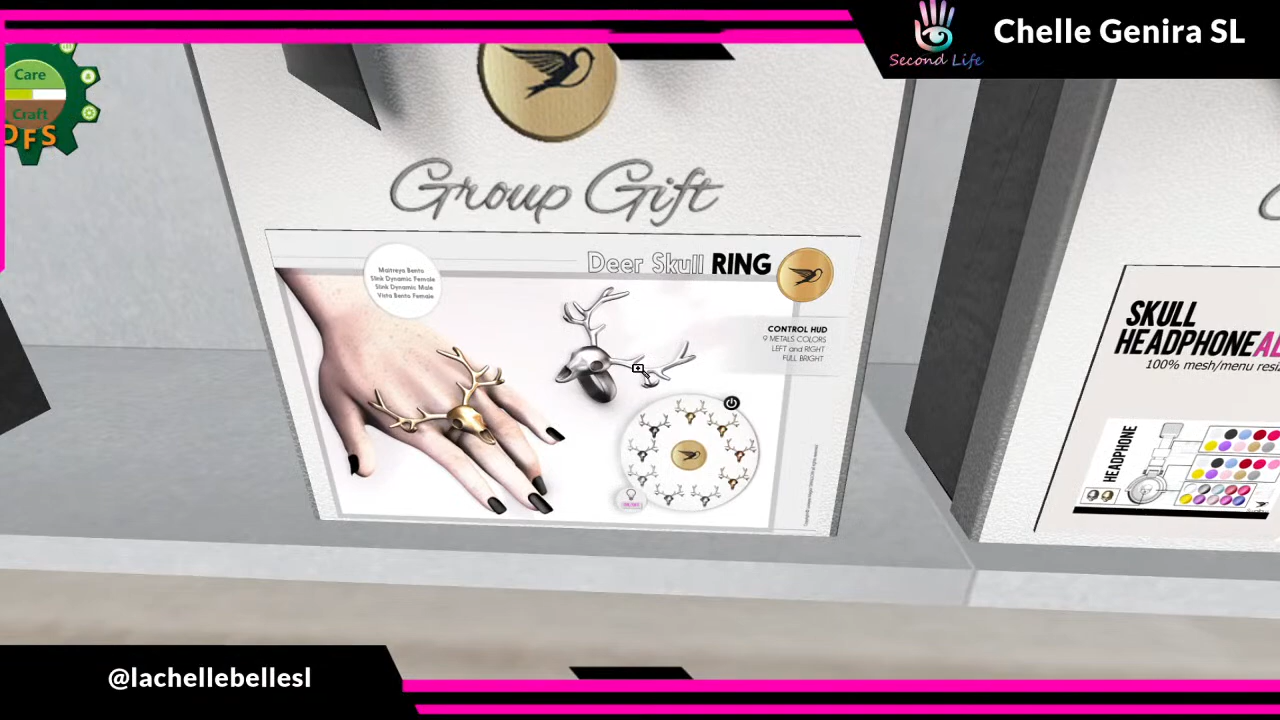 Chelle Genira SL
Second Life
Care
Craft
DFS
Group Gift
Deer Skull RING
Maitreya Bento
Slink Dynamic Female
Slink Dynamic Male
Vista Bento Female
CONTROL HUD
9 METALS COLORS
LEFT and RIGHT
FULL BRIGHT
SKULL
HEADPHONE
100% mesh/menu
HEADPHONE
@lachellebellesl